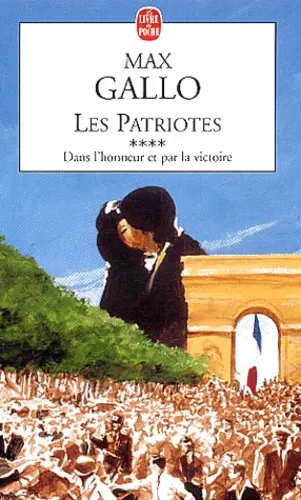 LE LIVRE
DE POCHE
MAX
GALLO
LES PATRIOTES
****
Dans l'honneur et par la victoire